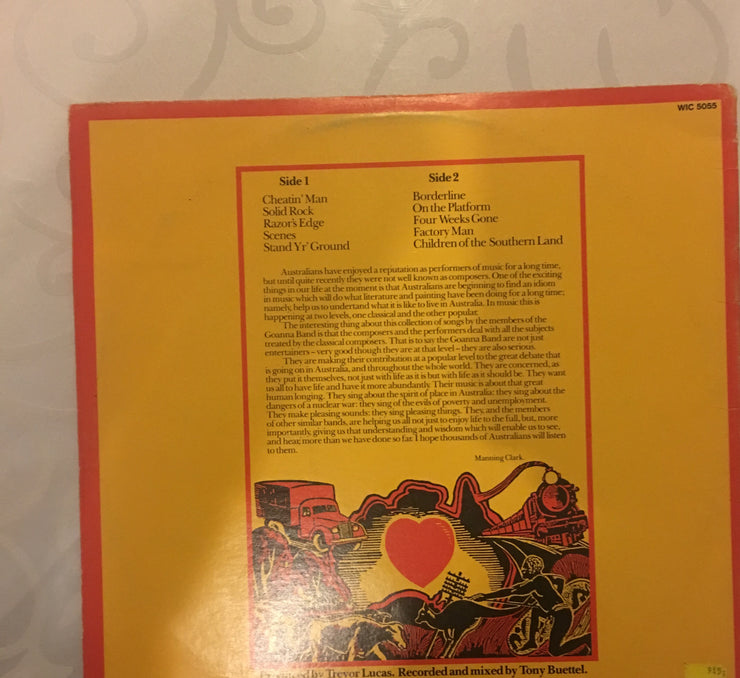 WIC 5055
Side 1
Cheatin' Man
Solid Rock
Razor's Edge
Scenes
Stand Yr' Ground
Side 2
Borderline
On the Platform
Four Weeks Gone
Factory Man
Children of the Southern Land
Australians have enjoyed a reputation as performers of music for a long time,
but until quite recently they were not well known as composers. One of the exciting
things in our life at the moment is that Australians are beginning to find an idiom
in music which will do what literature and painting have been doing for a long time;
namely, help us to undertand what it is like to live in Australia. In music this is
happening at two levels, one classical and the other popular.
The interesting thing about this collection of songs by the members of the
Goanna Band is that the composers and the performers deal with all the subjects
treated by the classical composers. That is to say the Goanna Band are not just
entertainers – very good though they are at that level – they are also serious.
They are making their contribution at a popular level to the great debate that
is going on in Australia, and throughout the whole world. They are concerned, as
they put it themselves, not just with life as it is but with life as it should be. They want
us all to have life and have it more abundantly. Their music is about that great
human longing. They sing about the spirit of place in Australia: they sing about the
dangers of a nuclear war: they sing of the evils of poverty and unemployment.
They make pleasing sounds: they sing pleasing things. They, and the members
of other similar bands, are helping us all not just to enjoy life to the full, but, more
importantly, giving us that understanding and wisdom which will enable us to see,
and hear, more than we have done so far. I hope thousands of Australians will listen
to them.
Manning Clark.
by Trevor Lucas. Recorded and mixed by Tony Buettel.